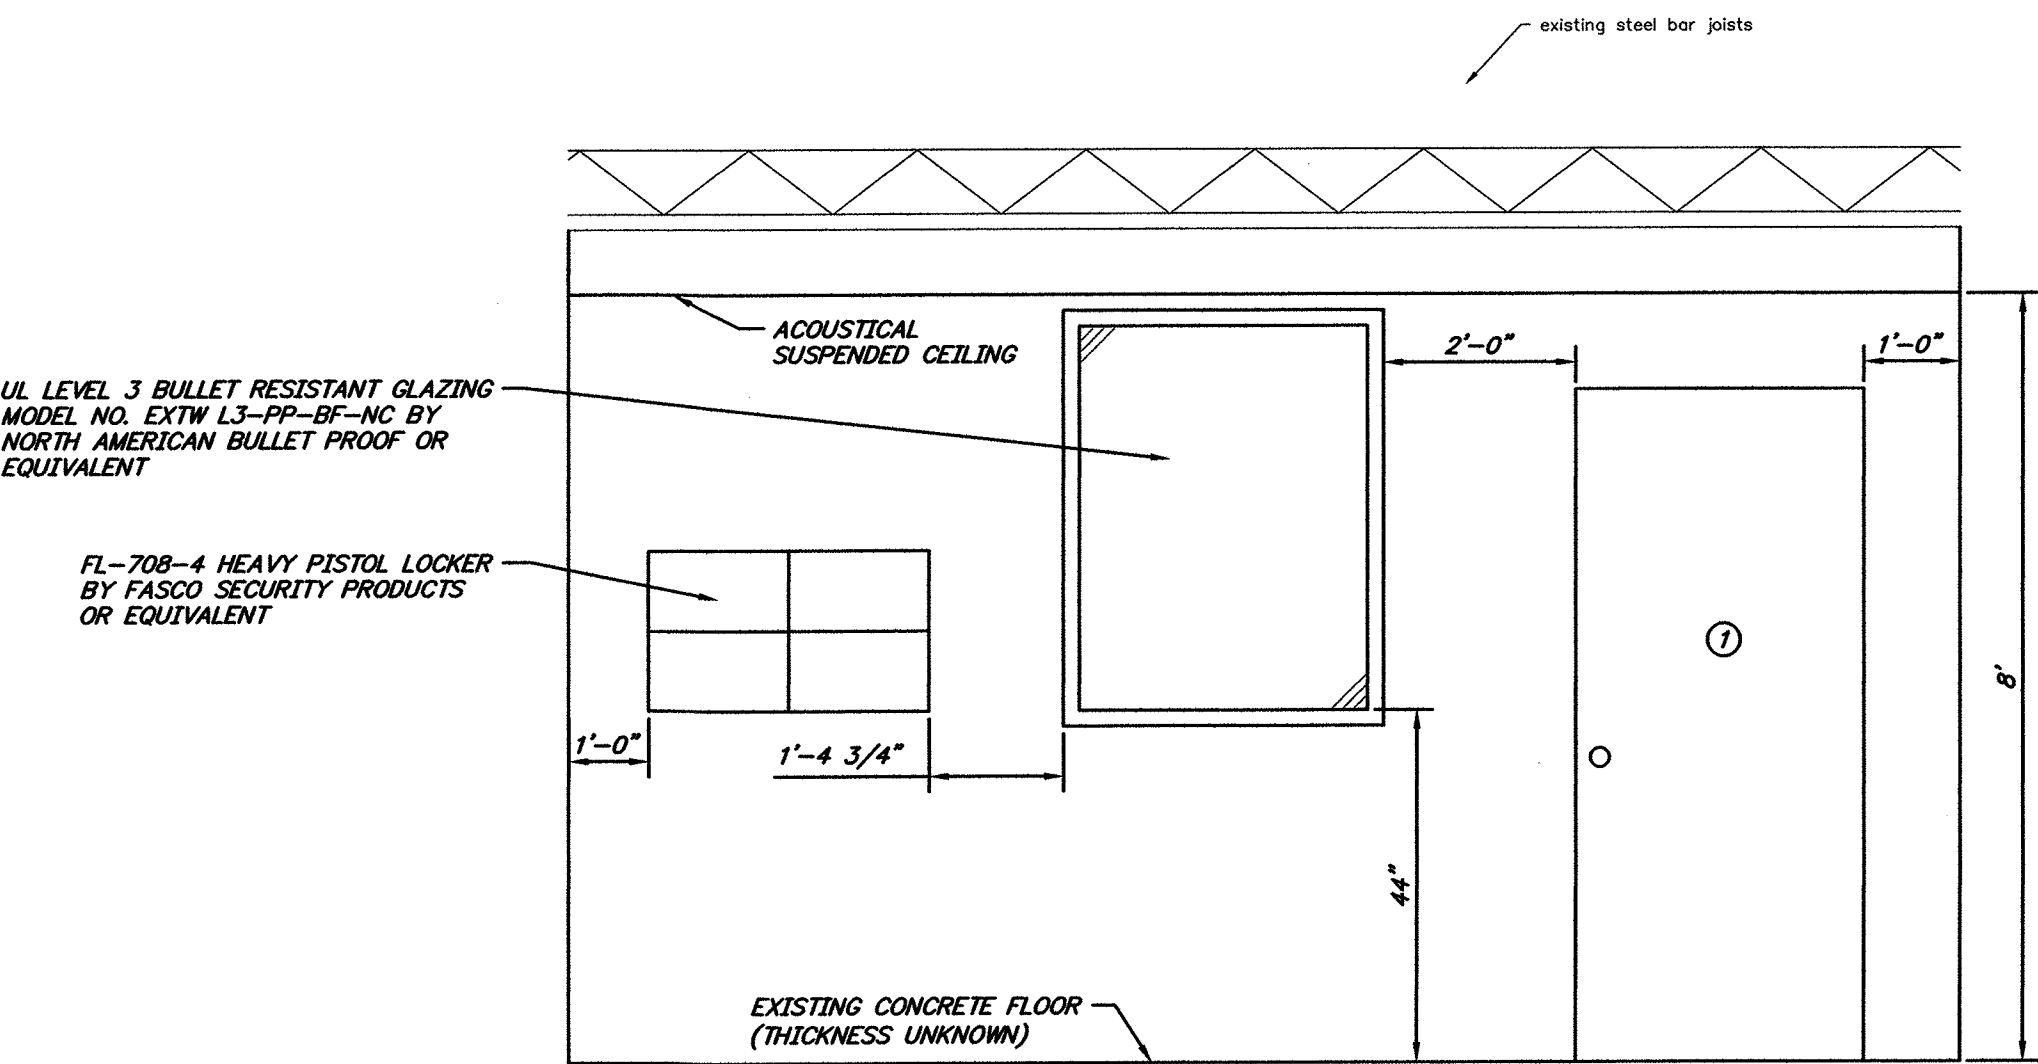 existing steel bar joists
ACOUSTICAL
SUSPENDED CEILING
2'-0"
1'-0"
UL LEVEL 3 BULLET RESISTANT GLAZING
MODEL NO. EXTW L3-PP-BF-NC BY
NORTH AMERICAN BULLET PROOF OR
EQUIVALENT
FL-708-4 HEAVY PISTOL LOCKER
BY FASCO SECURITY PRODUCTS
OR EQUIVALENT
1
8'
1'-0"
1'-4 3/4"
44"
EXISTING CONCRETE FLOOR
(THICKNESS UNKNOWN)